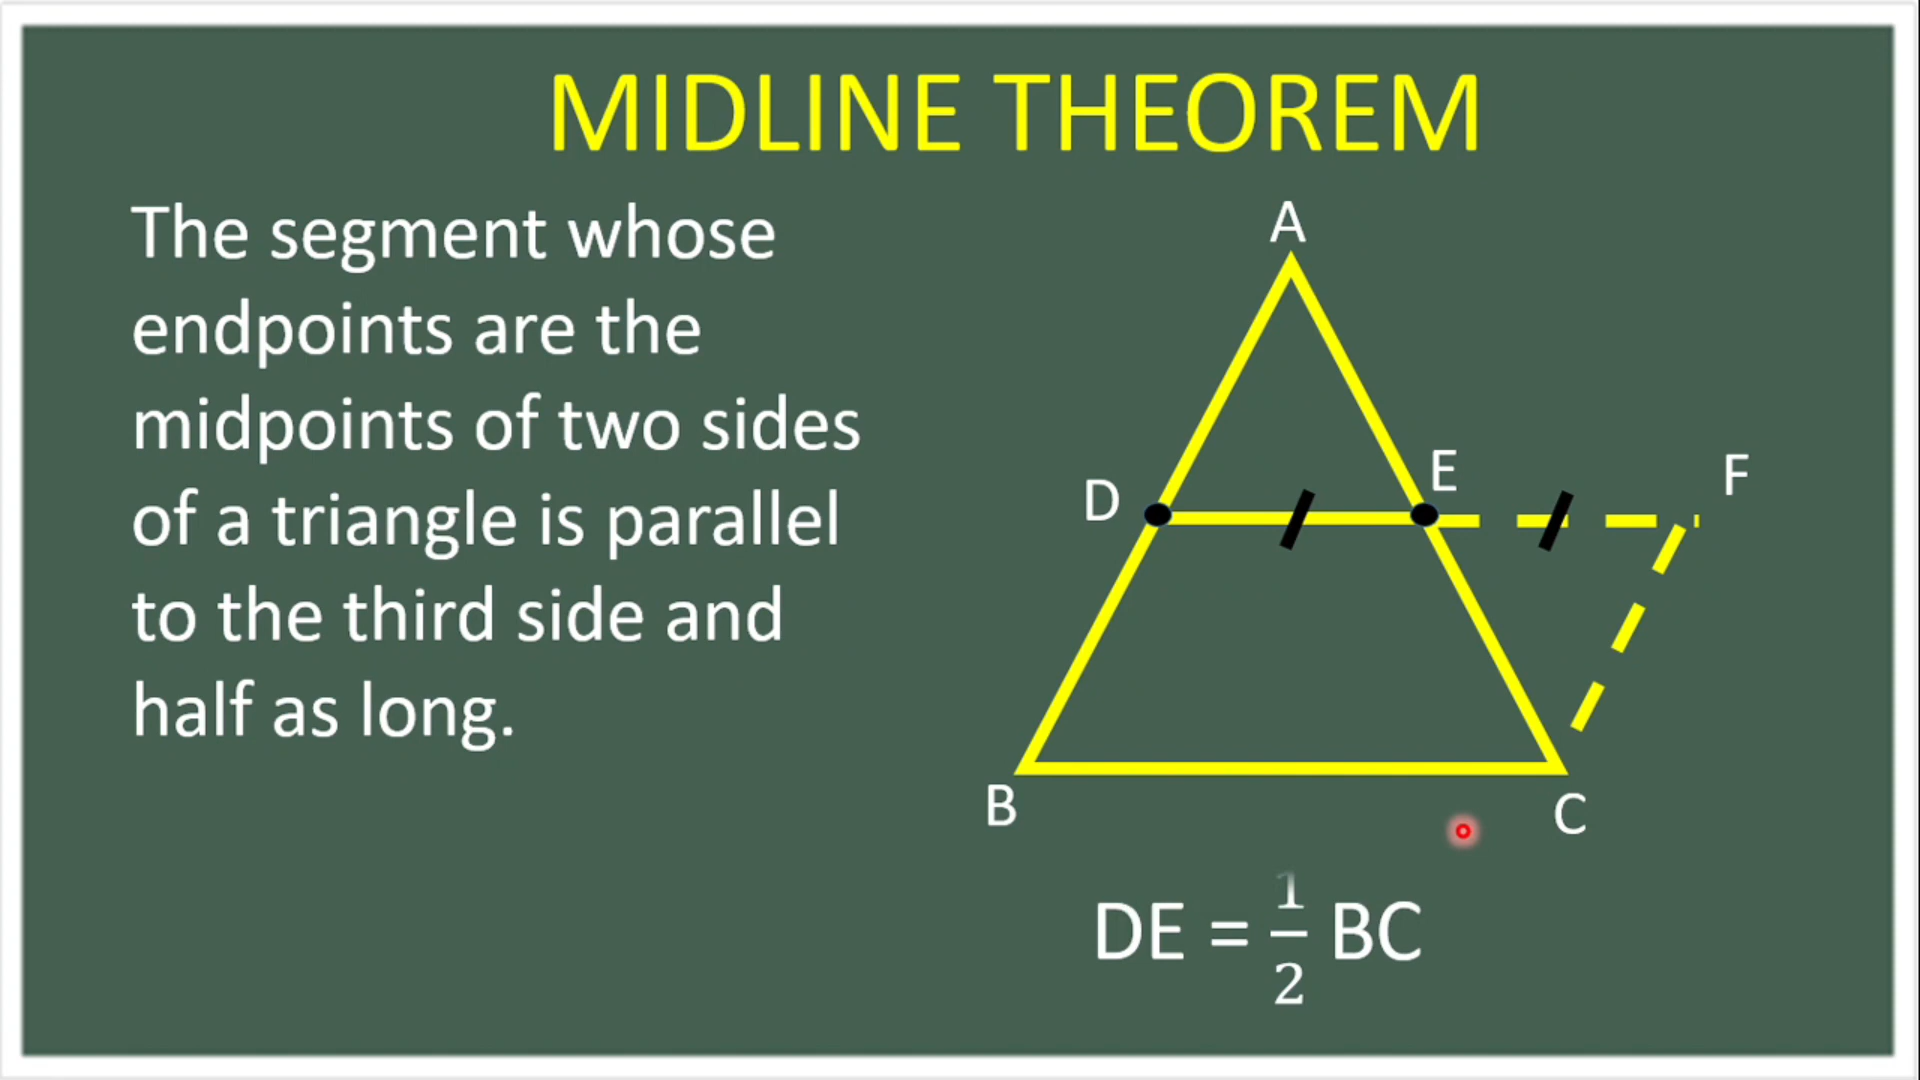 MIDLINE THEOREM
The segment whose
endpoints are the
midpoints of two sides
of a triangle is parallel
to the third side and
half as long.
A
D
E
F
B
C
DE = 1/2 BC